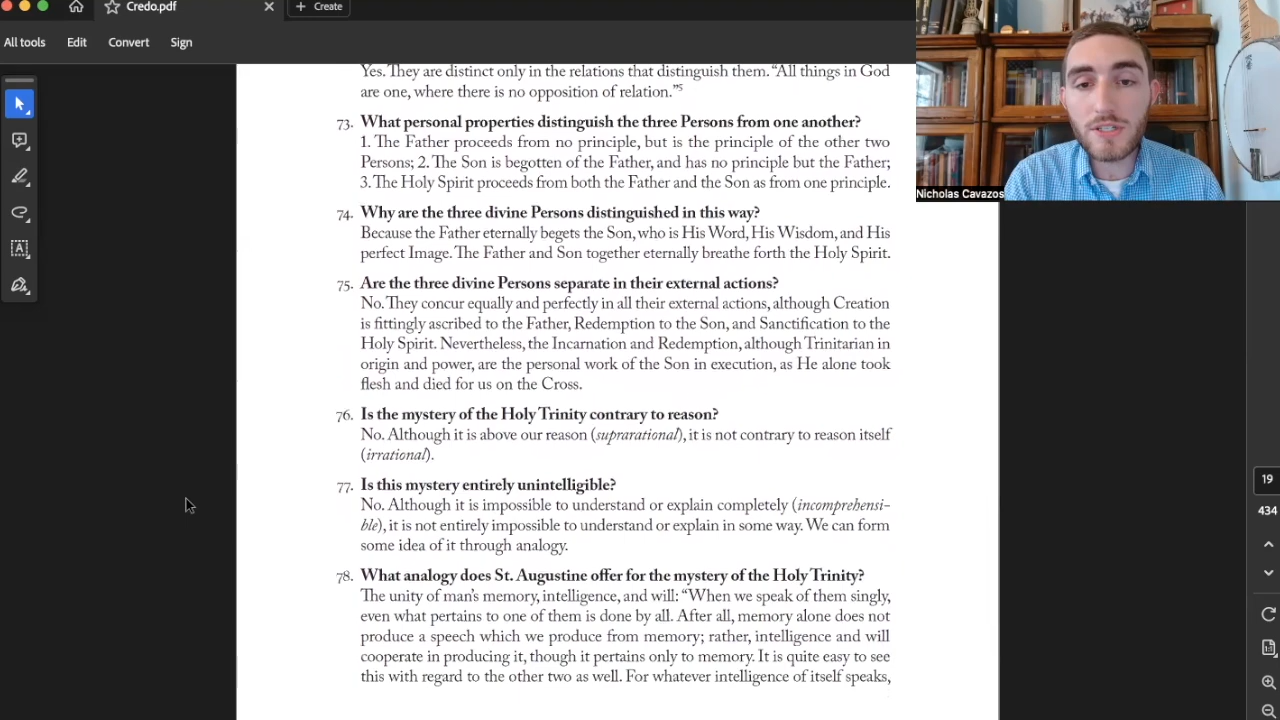 Credo.pdf
Create
All tools
Edit
Convert
Sign
Nicholas Cavazos
Yes. They are distinct only in the relations that distinguish them. “All things in God
are one, where there is no opposition of relation.”⁵
73. What personal properties distinguish the three Persons from one another?
1. The Father proceeds from no principle, but is the principle of the other two
Persons; 2. The Son is begotten of the Father, and has no principle but the Father;
3. The Holy Spirit proceeds from both the Father and the Son as from one principle.
74. Why are the three divine Persons distinguished in this way?
Because the Father eternally begets the Son, who is His Word, His Wisdom, and His
perfect Image. The Father and Son together eternally breathe forth the Holy Spirit.
75. Are the three divine Persons separate in their external actions?
No. They concur equally and perfectly in all their external actions, although Creation
is fittingly ascribed to the Father, Redemption to the Son, and Sanctification to the
Holy Spirit. Nevertheless, the Incarnation and Redemption, although Trinitarian in
origin and power, are the personal work of the Son in execution, as He alone took
flesh and died for us on the Cross.
76. Is the mystery of the Holy Trinity contrary to reason?
No. Although it is above our reason (suprarational), it is not contrary to reason itself
(irrational).
77. Is this mystery entirely unintelligible?
No. Although it is impossible to understand or explain completely (incomprehensi-
ble), it is not entirely impossible to understand or explain in some way. We can form
some idea of it through analogy.
78. What analogy does St. Augustine offer for the mystery of the Holy Trinity?
The unity of man’s memory, intelligence, and will: “When we speak of them singly,
even what pertains to one of them is done by all. After all, memory alone does not
produce a speech which we produce from memory; rather, intelligence and will
cooperate in producing it, though it pertains only to memory. It is quite easy to see
this with regard to the other two as well. For whatever intelligence of itself speaks,
19
434